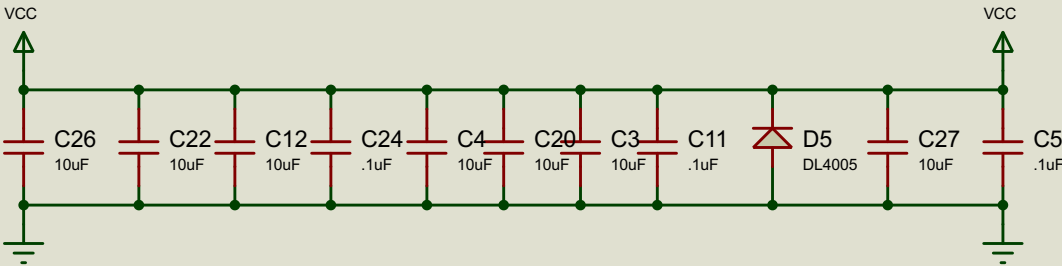 VCC
VCC
C26
10uF
C22
10uF
C12
10uF
C24
.1uF
C4
10uF
C20
10uF
C3
10uF
C11
.1uF
D5
DL4005
C27
10uF
C5
.1uF